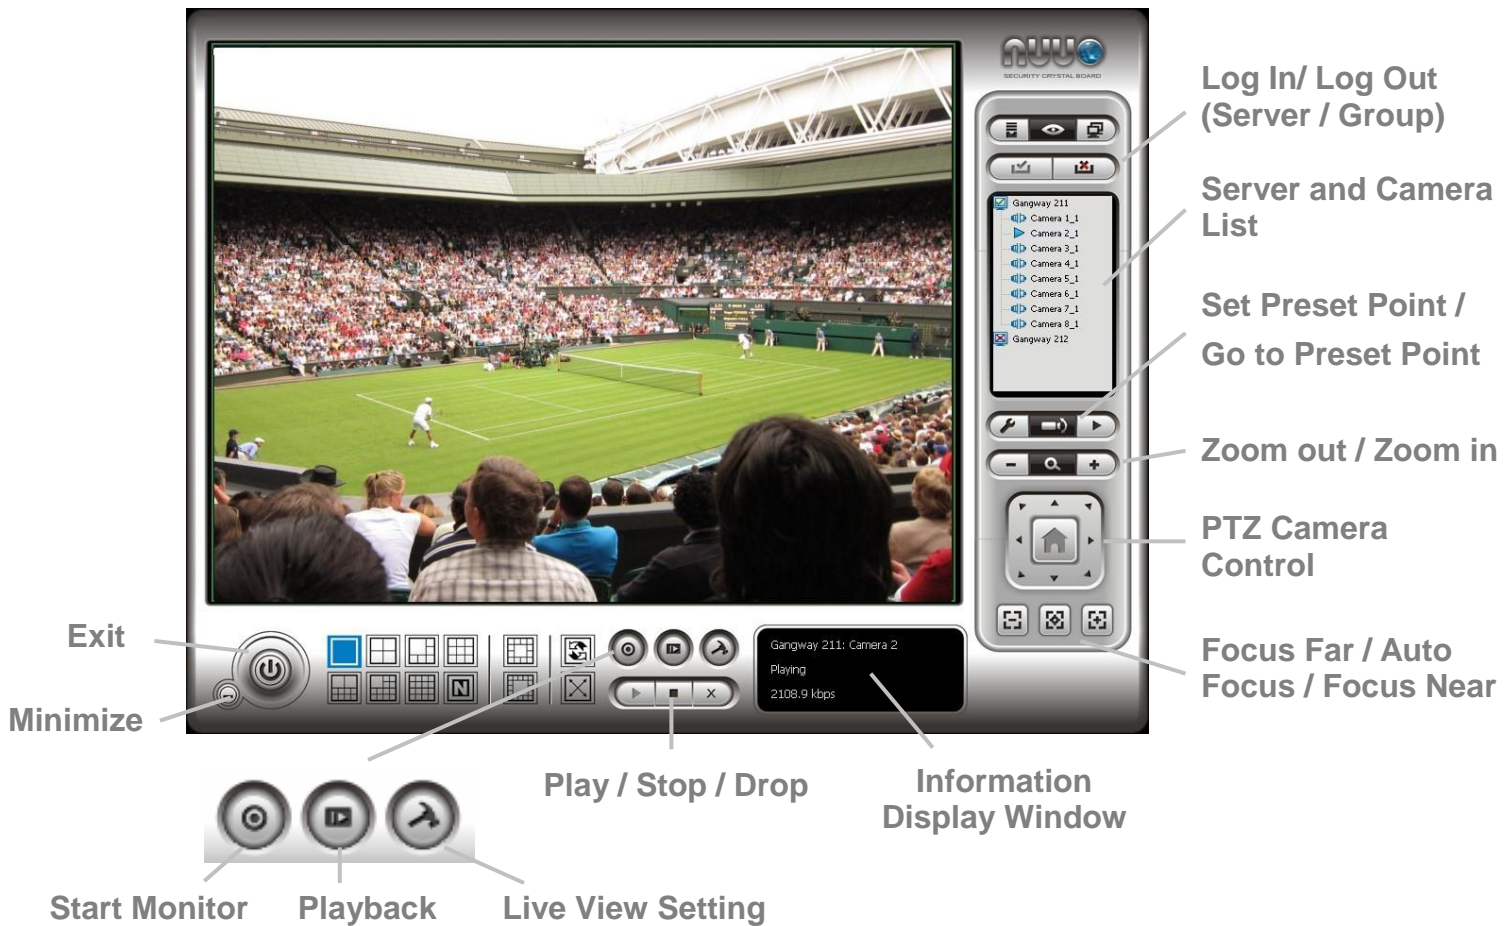 NUUO
SECURITY CRYSTAL BOARD
Log In/ Log Out
(Server / Group)
Gangway 211
Camera 1_1
Camera 2_1
Camera 3_1
Camera 4_1
Camera 5_1
Camera 6_1
Camera 7_1
Camera 8_1
Gangway 212
Server and Camera
List
Set Preset Point /
Go to Preset Point
Zoom out / Zoom in
PTZ Camera
Control
Focus Far / Auto
Focus / Focus Near
Exit
Minimize
N
X
Gangway 211: Camera 2
Playing
2108.9 kbps
Play / Stop / Drop
Information
Display Window
Start Monitor
Playback
Live View Setting